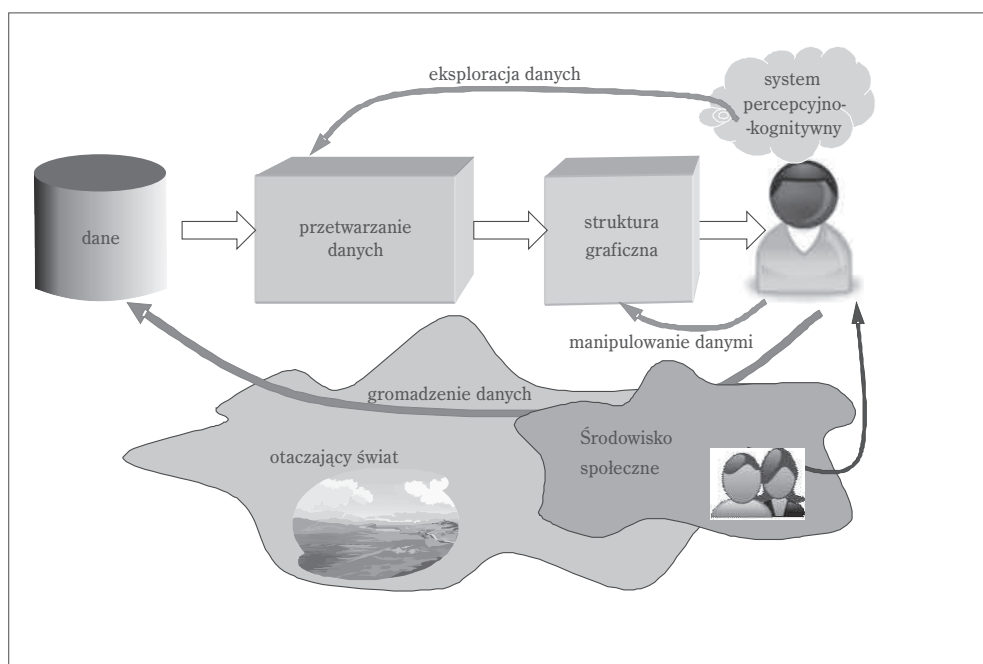 eksploracja danych
system
percepcyjno-
-kognitywny
dane
przetwarzanie
danych
struktura
graficzna
manipulowanie danymi
gromadzenie danych
otaczający świat
Środowisko
społeczne